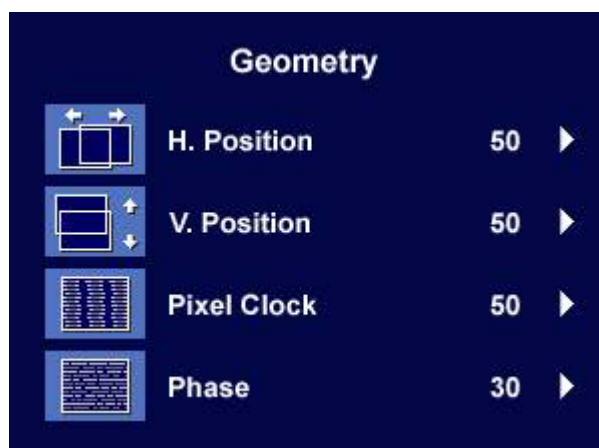 Geometry
H. Position 50
V. Position 50
Pixel Clock 50
Phase 30